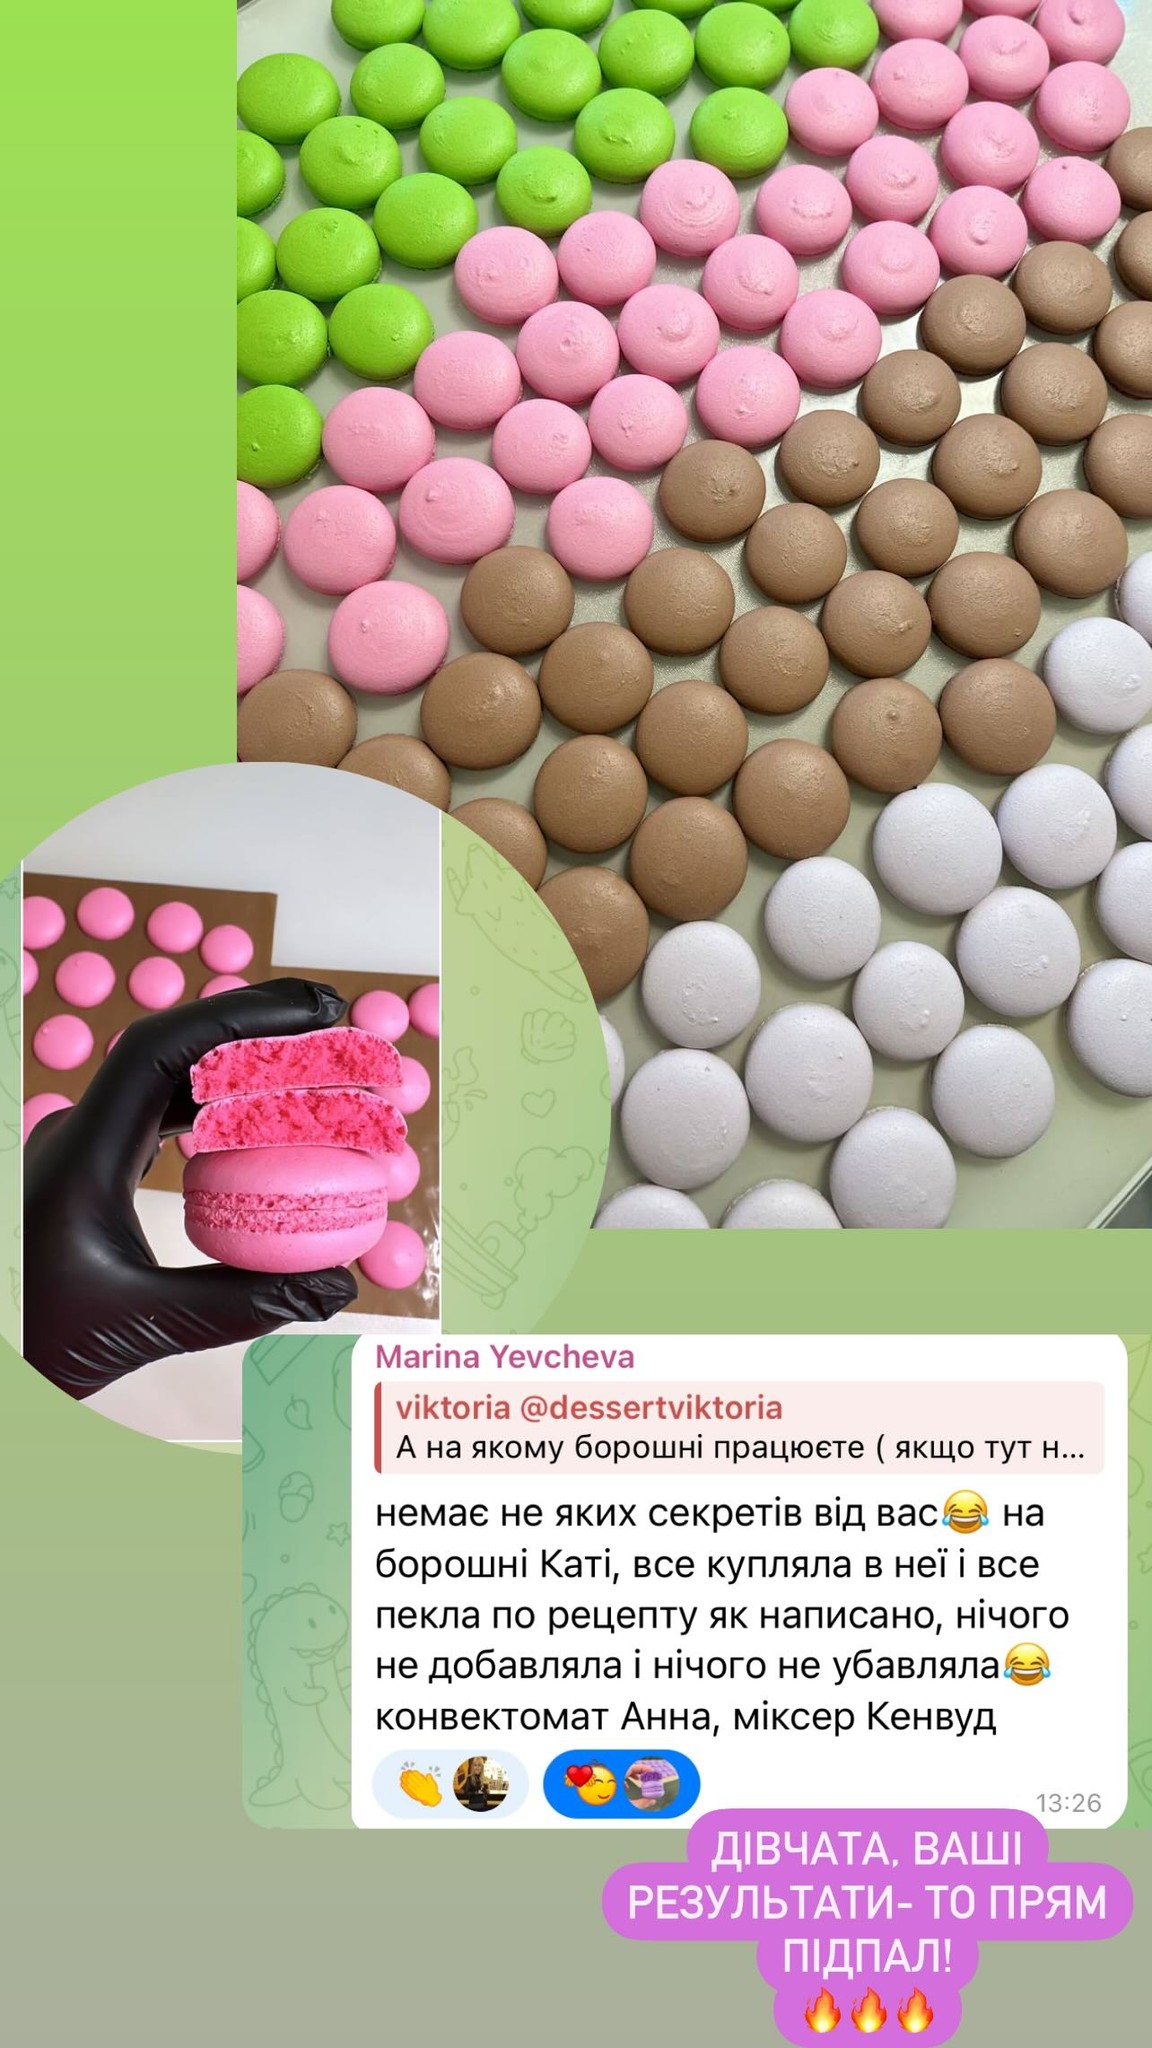 Marina Yevcheva
viktoria @dessertviktoria
А на якому борошні працюєте ( якщо тут н...
немає не яких секретів від вас😂 на
борошні Каті, все купляла в неї і все
пекла по рецепту як написано, нічого
не добавляла і нічого не убавляла😂
конвектомат Анна, міксер Кенвуд
13:26
ДІВЧАТА, ВАШІ
РЕЗУЛЬТАТИ- ТО ПРЯМ
ПІДПАЛ!
🔥🔥🔥